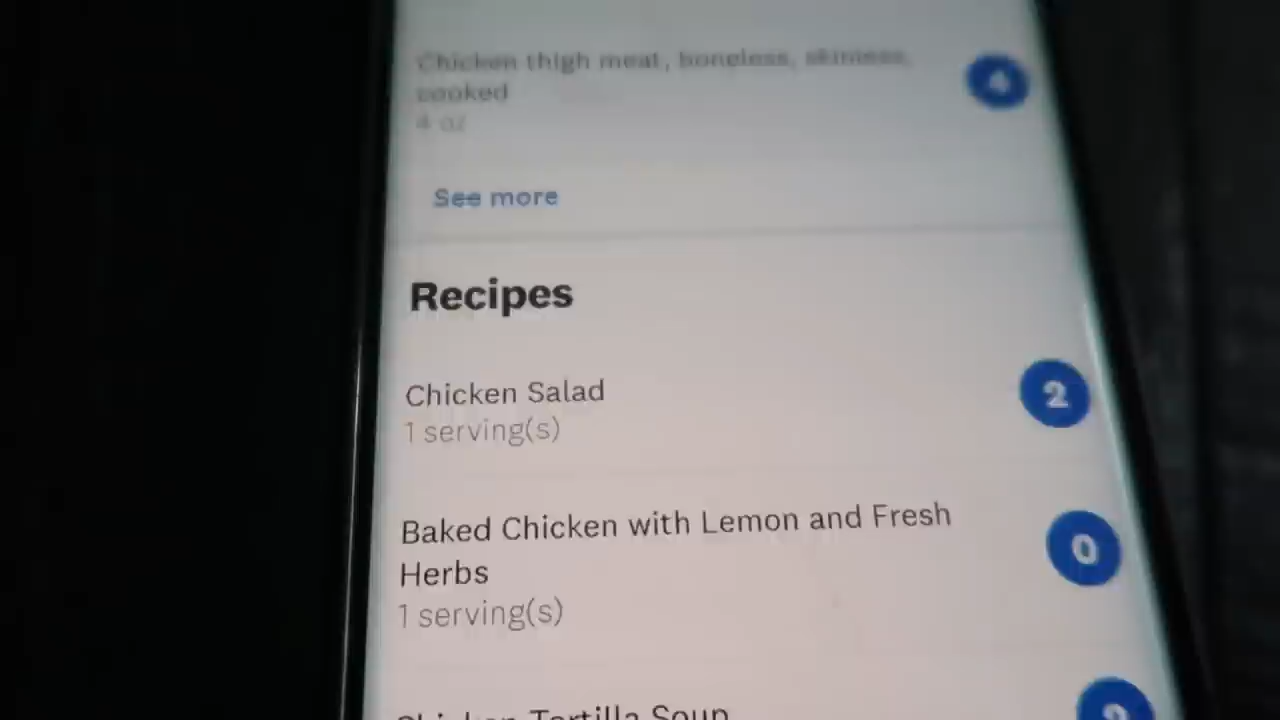 Chicken thigh meat, boneless, skinless,
cooked
4
4 oz
See more
Recipes
Chicken Salad
2
1 serving(s)
Baked Chicken with Lemon and Fresh
Herbs
0
1 serving(s)
Chicken Tortilla Soup